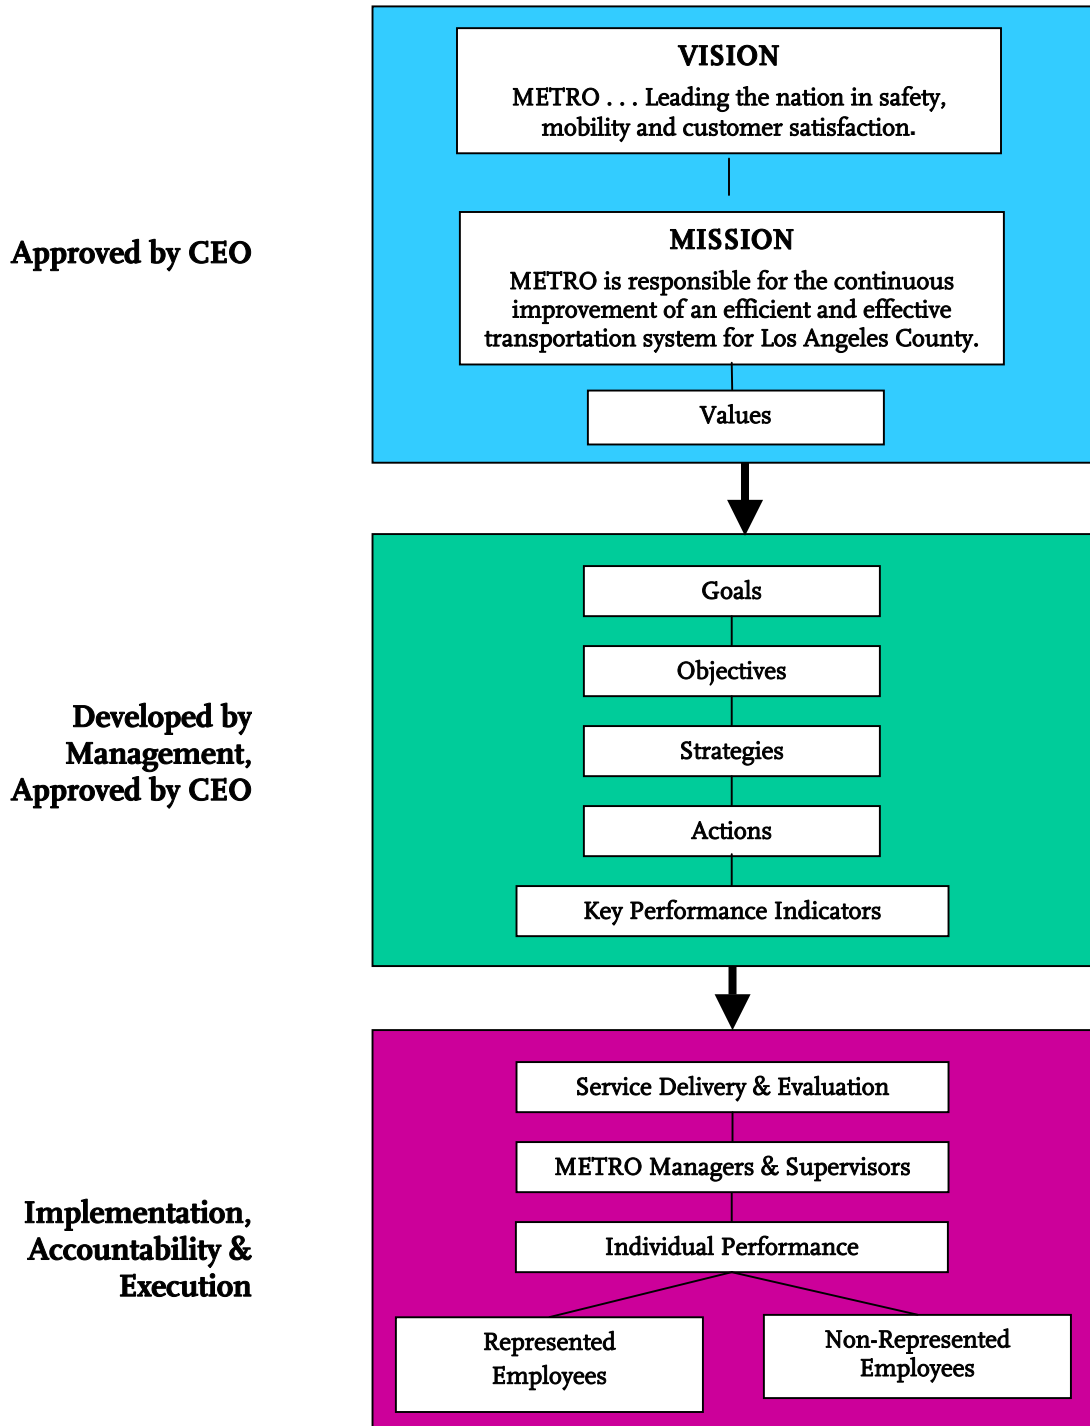 VISION
METRO . . . Leading the nation in safety,
mobility and customer satisfaction.
Approved by CEO
MISSION
METRO is responsible for the continuous
improvement of an efficient and effective
transportation system for Los Angeles County.
Values
Developed by
Management,
Approved by CEO
Goals
Objectives
Strategies
Actions
Key Performance Indicators
Implementation,
Accountability &
Execution
Service Delivery & Evaluation
METRO Managers & Supervisors
Individual Performance
Represented
Employees
Non-Represented
Employees